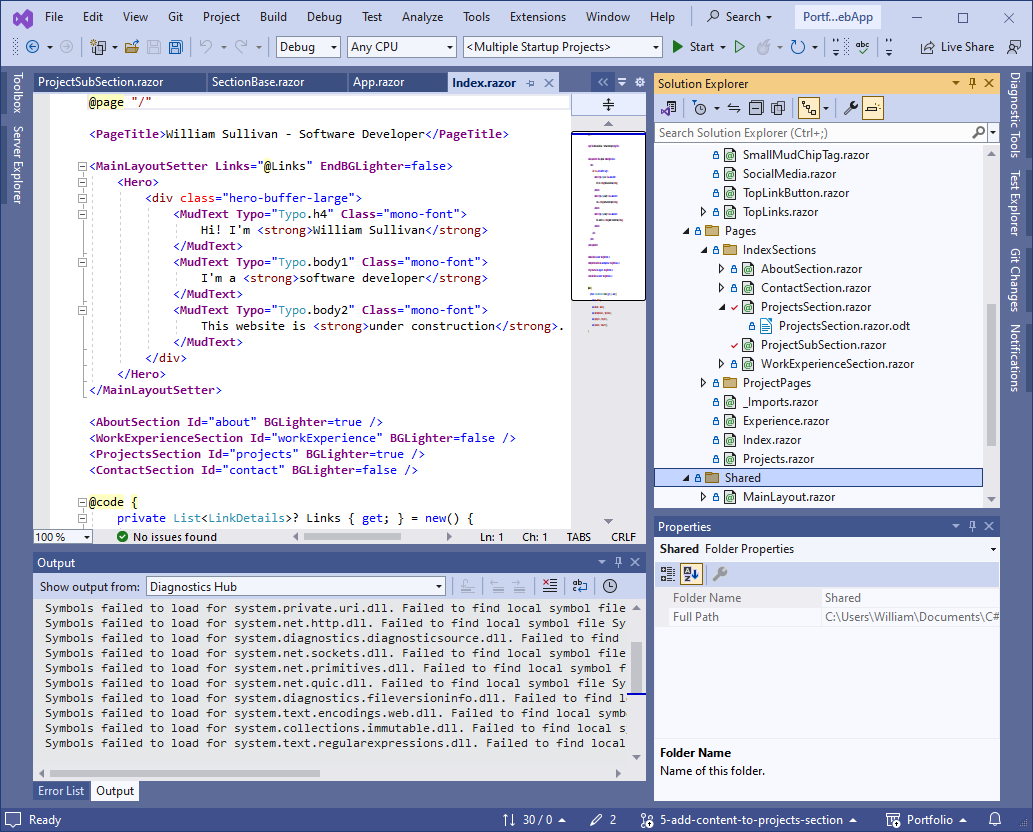 File Edit View Git Project Build Debug Test Analyze Tools Extensions Window Help Search Portf...ebApp
Debug Any CPU <Multiple Startup Projects> Start Live Share
Toolbox
Server Explorer
ProjectSubSection.razor SectionBase.razor App.razor Index.razor
@page "/"
<PageTitle>William Sullivan - Software Developer</PageTitle>
<MainLayoutSetter Links="@Links" EndBGLighter=false>
<Hero>
<div class="hero-buffer-large">
<MudText Typo="Typo.h4" Class="mono-font">
Hi! I'm <strong>William Sullivan</strong>
</MudText>
<MudText Typo="Typo.body1" Class="mono-font">
I'm a <strong>software developer</strong>
</MudText>
<MudText Typo="Typo.body2" Class="mono-font">
This website is <strong>under construction</strong>.
</MudText>
</div>
</Hero>
</MainLayoutSetter>
<AboutSection Id="about" BGLighter=true />
<WorkExperienceSection Id="workExperience" BGLighter=false />
<ProjectsSection Id="projects" BGLighter=true />
<ContactSection Id="contact" BGLighter=false />
@code {
private List<LinkDetails>? Links { get; } = new() {
100 % No issues found Ln: 1 Ch: 1 TABS CRLF
Output
Show output from: Diagnostics Hub
Symbols failed to load for system.private.uri.dll. Failed to find local symbol file
Symbols failed to load for system.net.http.dll. Failed to find local symbol file Sy
Symbols failed to load for system.diagnostics.diagnosticsource.dll. Failed to find
Symbols failed to load for system.net.sockets.dll. Failed to find local symbol file
Symbols failed to load for system.net.primitives.dll. Failed to find local symbol f
Symbols failed to load for system.net.quic.dll. Failed to find local symbol file Sy
Symbols failed to load for system.diagnostics.fileversioninfo.dll. Failed to find l
Symbols failed to load for system.text.encodings.web.dll. Failed to find local symb
Symbols failed to load for system.collections.immutable.dll. Failed to find local s
Symbols failed to load for system.text.regularexpressions.dll. Failed to find local
Error List Output
Solution Explorer
Search Solution Explorer (Ctrl+;)
SmallMudChipTag.razor
SocialMedia.razor
TopLinkButton.razor
TopLinks.razor
Pages
IndexSections
AboutSection.razor
ContactSection.razor
ProjectsSection.razor
ProjectsSection.razor.odt
ProjectSubSection.razor
WorkExperienceSection.razor
ProjectPages
_Imports.razor
Experience.razor
Index.razor
Projects.razor
Shared
MainLayout.razor
Properties
Shared Folder Properties
Folder Name Shared
Full Path C:\Users\William\Documents\C#
Folder Name
Name of this folder.
Diagnostic Tools
Test Explorer
Git Changes
Notifications
Ready 30 / 0 2 5-add-content-to-projects-section Portfolio